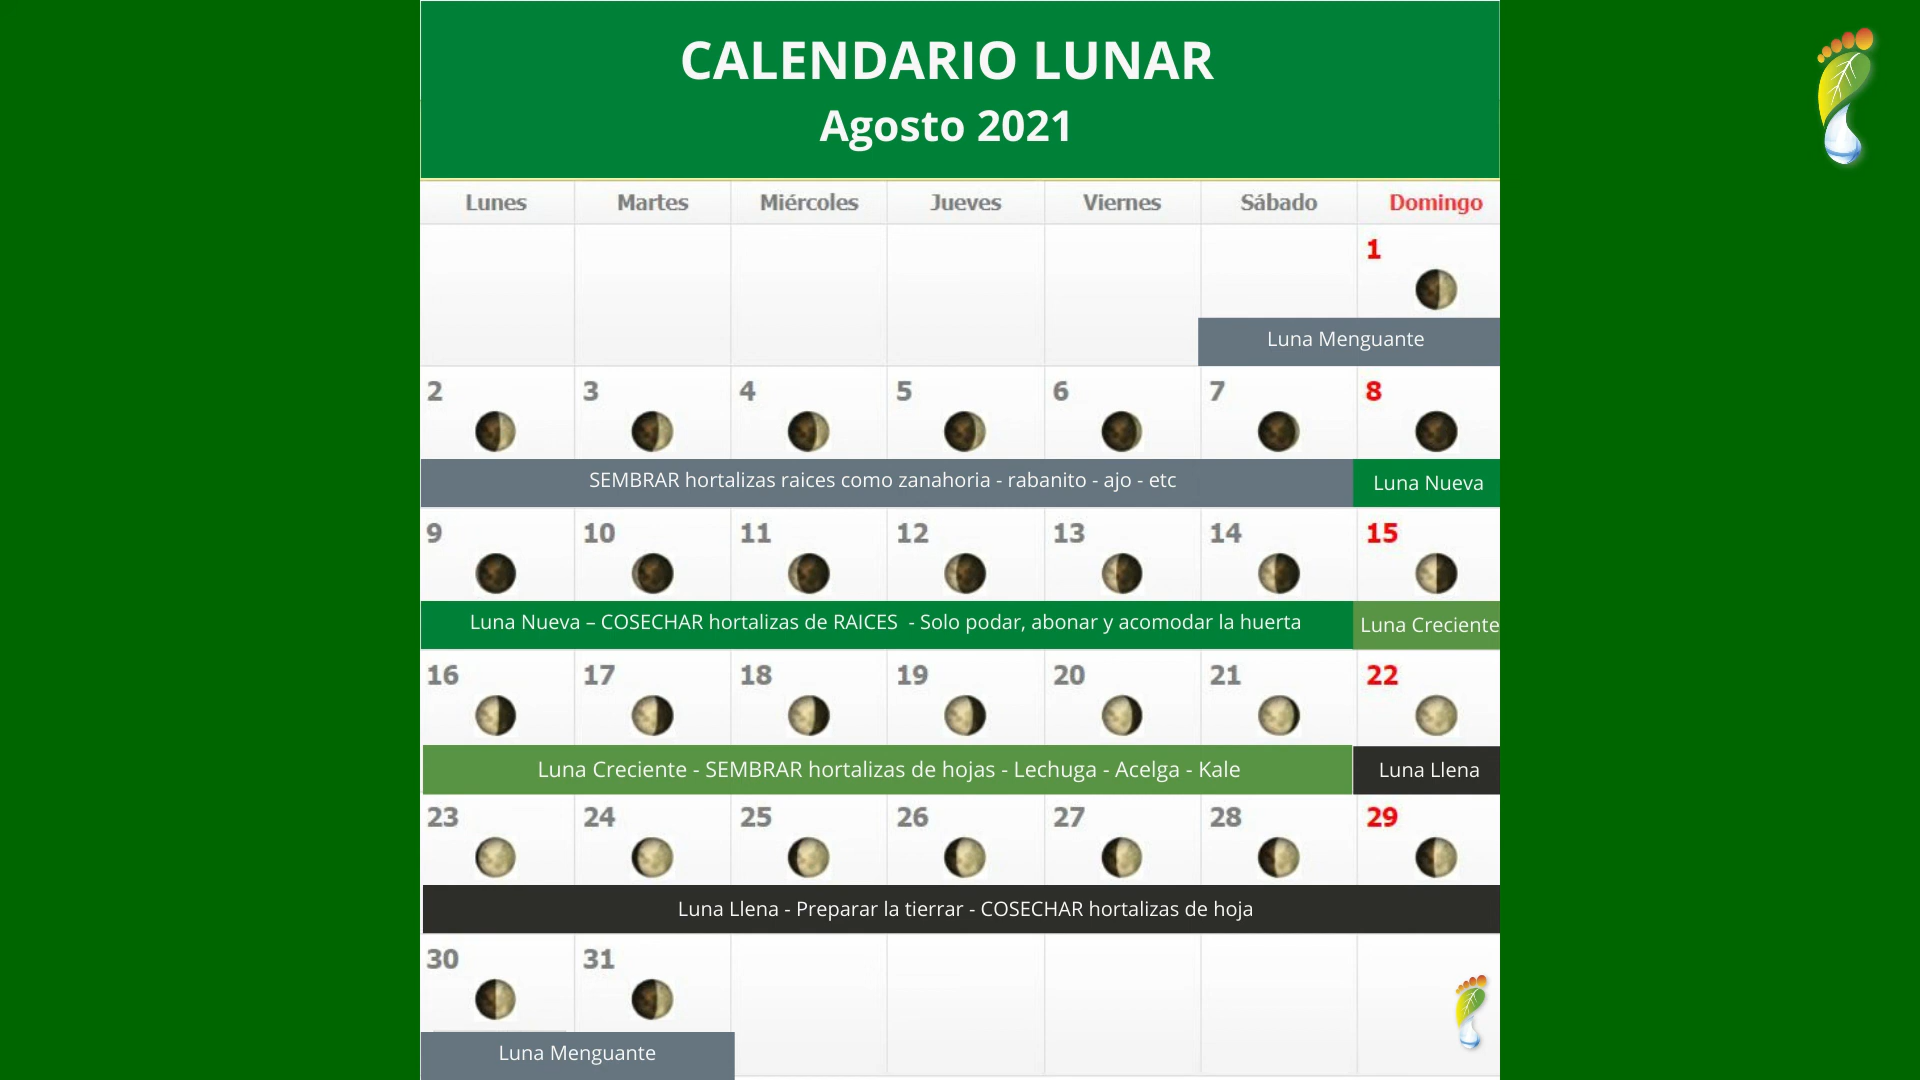 CALENDARIO LUNAR
Agosto 2021
Lunes Martes Miércoles Jueves Viernes Sábado Domingo
1
Luna Menguante
2 3 4 5 6 7 8
SEMBRAR hortalizas raices como zanahoria - rabanito - ajo - etc Luna Nueva
9 10 11 12 13 14 15
Luna Nueva – COSECHAR hortalizas de RAICES - Solo podar, abonar y acomodar la huerta Luna Creciente
16 17 18 19 20 21 22
Luna Creciente - SEMBRAR hortalizas de hojas - Lechuga - Acelga - Kale Luna Llena
23 24 25 26 27 28 29
Luna Llena - Preparar la tierrar - COSECHAR hortalizas de hoja
30 31
Luna Menguante